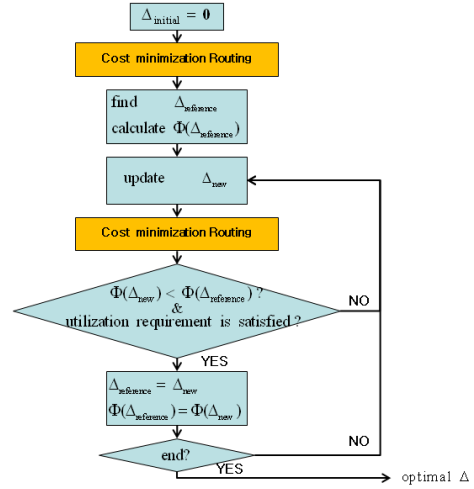 Δinitial = 0
Cost minimization Routing
find Δreference
calculate Φ(Δreference)
update Δnew
Cost minimization Routing
Φ(Δnew) < Φ(Δreference) ?
&
utilization requirement is satisfied ?
NO
YES
Δreference = Δnew
Φ(Δreference) = Φ(Δnew)
NO
end?
YES
optimal Δ